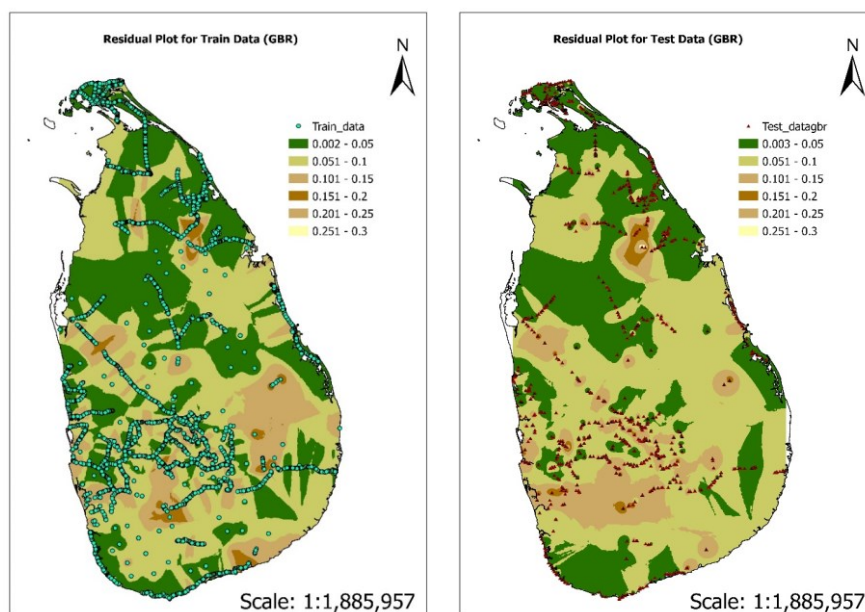 Residual Plot for Train Data (GBR)
N
Train_data
0.002 - 0.05
0.051 - 0.1
0.101 - 0.15
0.151 - 0.2
0.201 - 0.25
0.251 - 0.3
Scale: 1:1,885,957
Residual Plot for Test Data (GBR)
N
Test_datagbr
0.003 - 0.05
0.051 - 0.1
0.101 - 0.15
0.151 - 0.2
0.201 - 0.25
0.251 - 0.3
Scale: 1:1,885,957